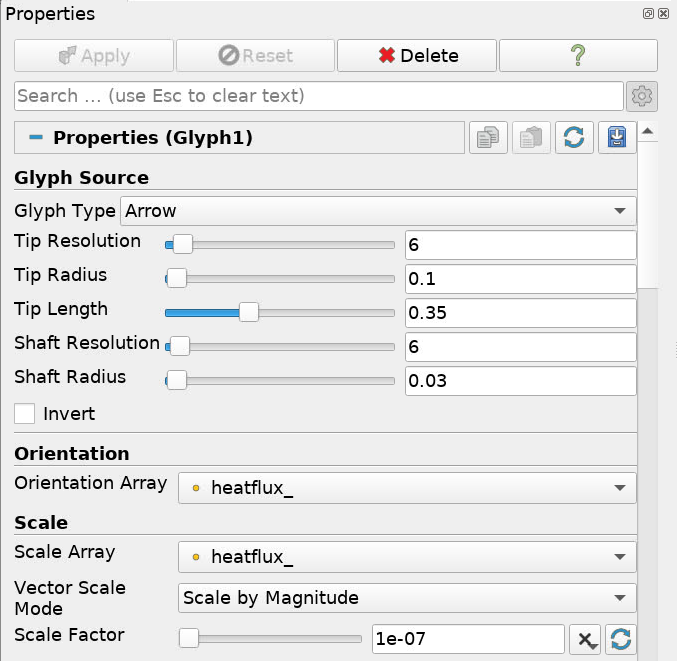 Properties
Apply Reset Delete ?
Search ... (use Esc to clear text)
Properties (Glyph1)
Glyph Source
Glyph Type Arrow
Tip Resolution 6
Tip Radius 0.1
Tip Length 0.35
Shaft Resolution 6
Shaft Radius 0.03
Invert
Orientation
Orientation Array heatflux_
Scale
Scale Array heatflux_
Vector Scale
Mode Scale by Magnitude
Scale Factor 1e-07